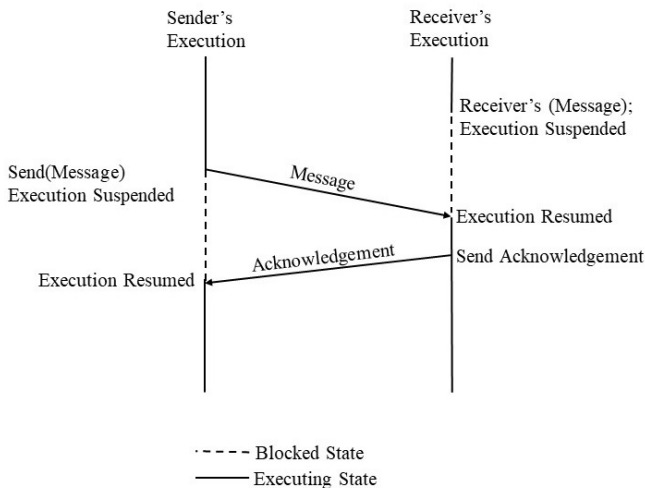 Sender's
Execution
Receiver's
Execution
Receiver's (Message);
Execution Suspended
Send(Message)
Execution Suspended
Message
Execution Resumed
Acknowledgement
Send Acknowledgement
Execution Resumed
Blocked State
Executing State